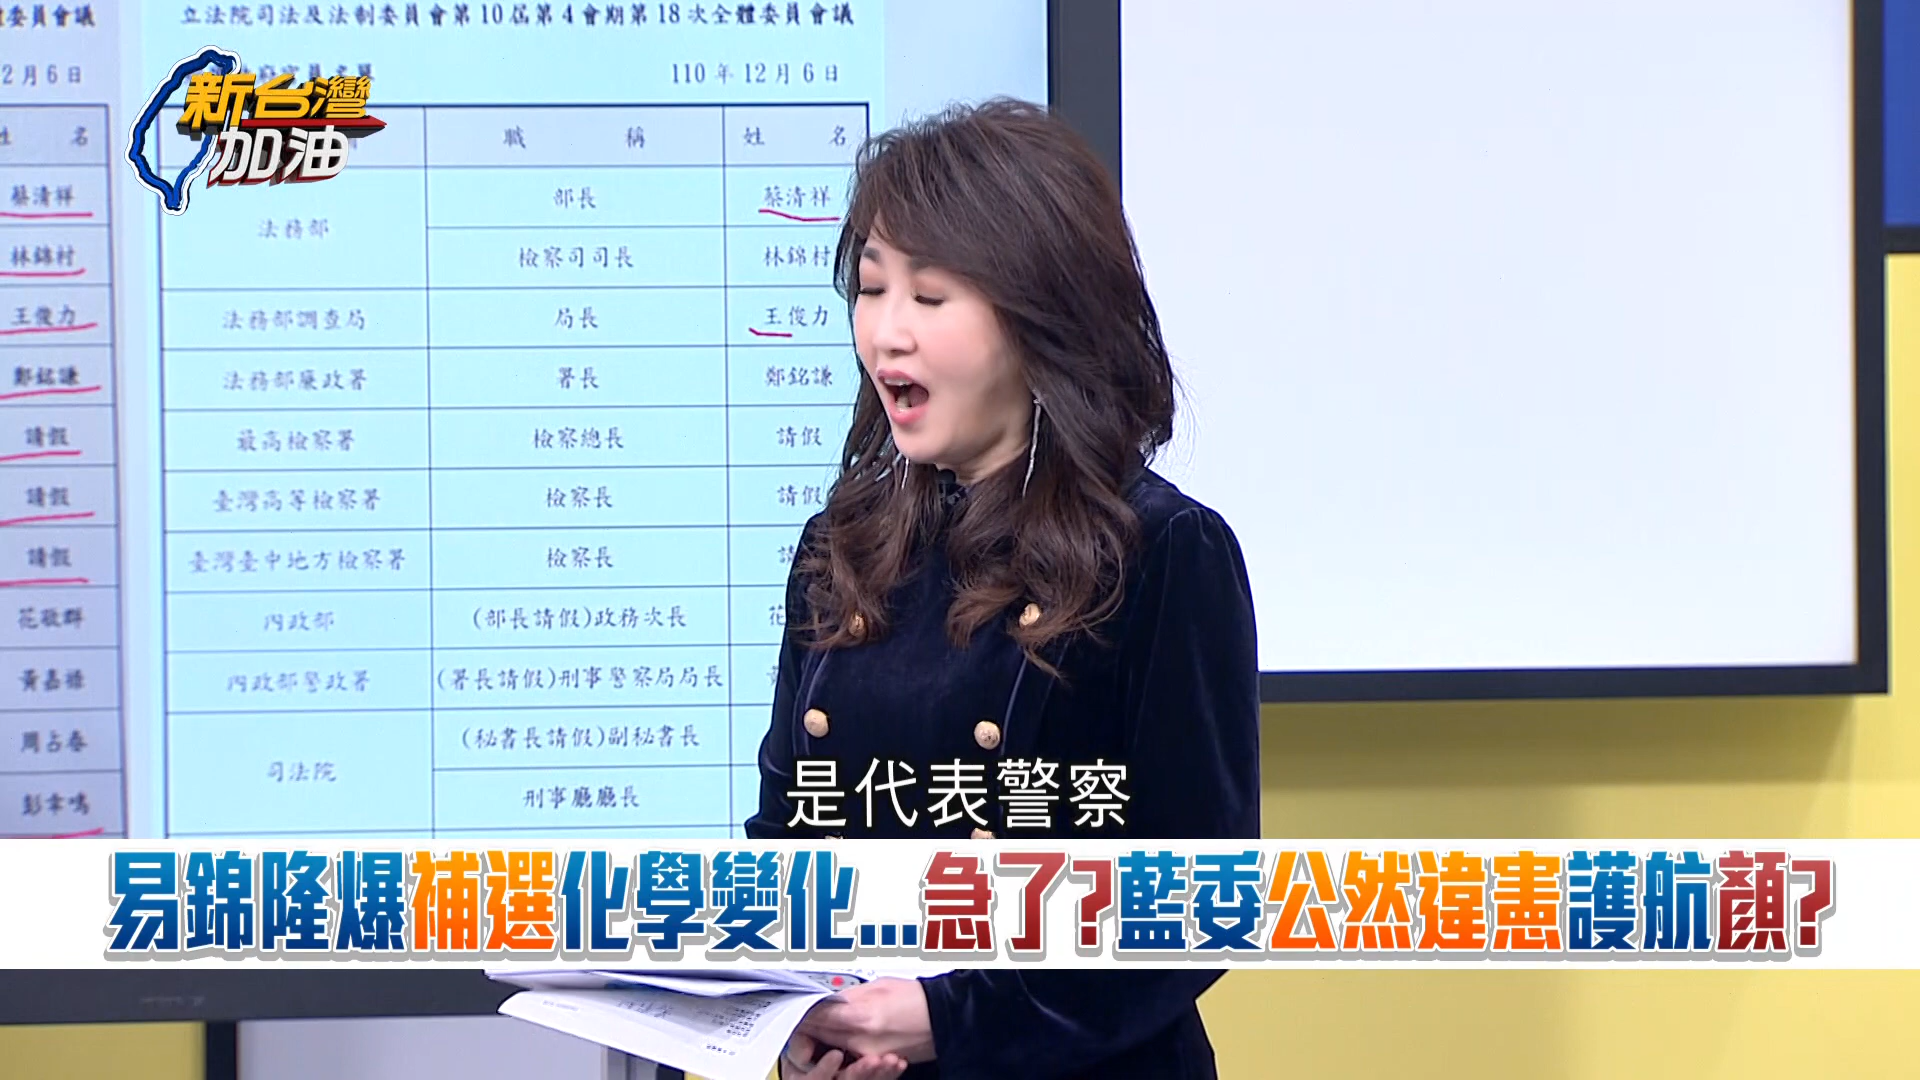 委員會議
立法院司法及法制委員會第10屆第4會期第18次全體委員會議
2月6日
110年12月6日
新台灣
加油
姓 名
職 稱
姓 名
蔡清祥
法務部
部長
蔡清祥
林錦村
檢察司司長
林錦村
王俊力
法務部調查局
局長
王俊力
鄭銘謙
法務部廉政署
署長
鄭銘謙
請假
最高檢察署
檢察總長
請假
請假
臺灣高等檢察署
檢察長
請假
請假
臺灣臺中地方檢察署
檢察長
請
花敬群
內政部
(部長請假)政務次長
花
黃嘉祿
內政部警政署
(署長請假)刑事警察局局長
周占春
司法院
(秘書長請假)副秘書長
彭幸鳴
刑事廳廳長
是代表警察
易錦隆爆補選化學變化...急了?藍委公然違憲護航顏?